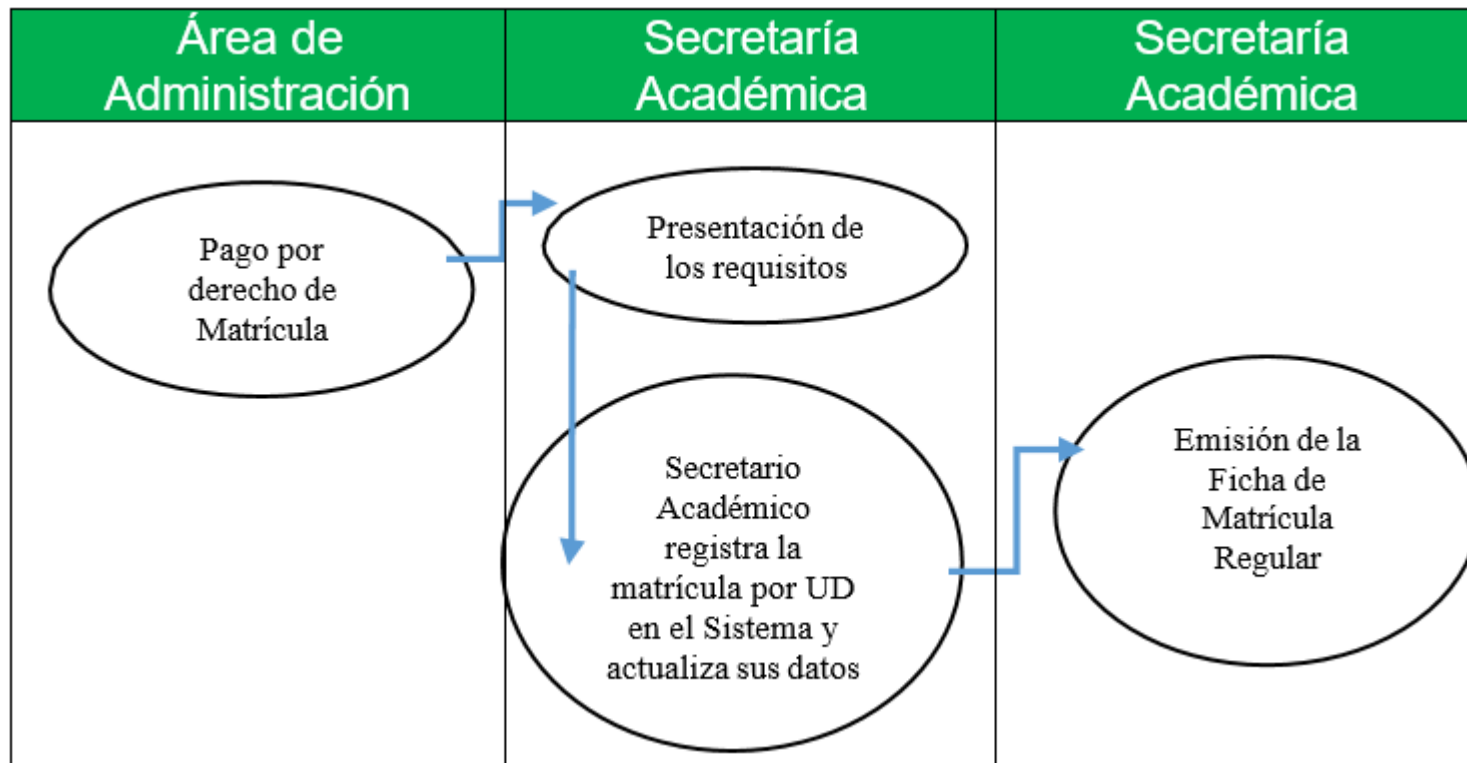 Área de
Administración
Secretaría
Académica
Secretaría
Académica
Pago por
derecho de
Matrícula
Presentación de
los requisitos
Secretario
Académico
registra la
matrícula por UD
en el Sistema y
actualiza sus datos
Emisión de la
Ficha de
Matrícula
Regular